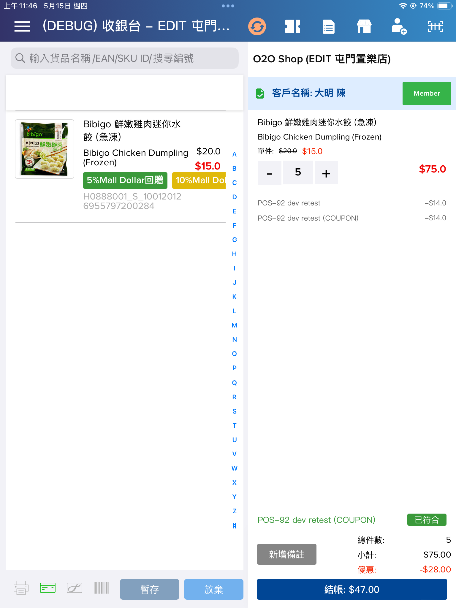 上午11:46 5月15日 週四
74%
(DEBUG) 收銀台 - EDIT 屯門...
輸入貨品名稱/EAN/SKU ID/搜尋編號
bibigo
Bibigo 鮮嫩雞肉迷你水
餃 (急凍)
Bibigo Chicken Dumpling
(Frozen)
$20.0
$15.0
5%Mall Dollar回贈
10%Mall Do
H0888001_S_10012012
6955797200284
A
B
C
D
E
F
G
H
I
J
K
L
M
N
O
P
Q
R
S
T
U
V
W
X
Y
Z
#
暫存
放棄
O2O Shop (EDIT 屯門置樂店)
客戶名稱: 大明 陳
Member
Bibigo 鮮嫩雞肉迷你水餃 (急凍)
Bibigo Chicken Dumpling (Frozen)
單件: $20.0 $15.0
- 5 +
$75.0
POS-92 dev retest -$14.0
POS-92 dev retest (COUPON) -$14.0
POS-92 dev retest (COUPON) 已符合
新增備註
總件數: 5
小計: $75.00
優惠: -$28.00
結帳: $47.00